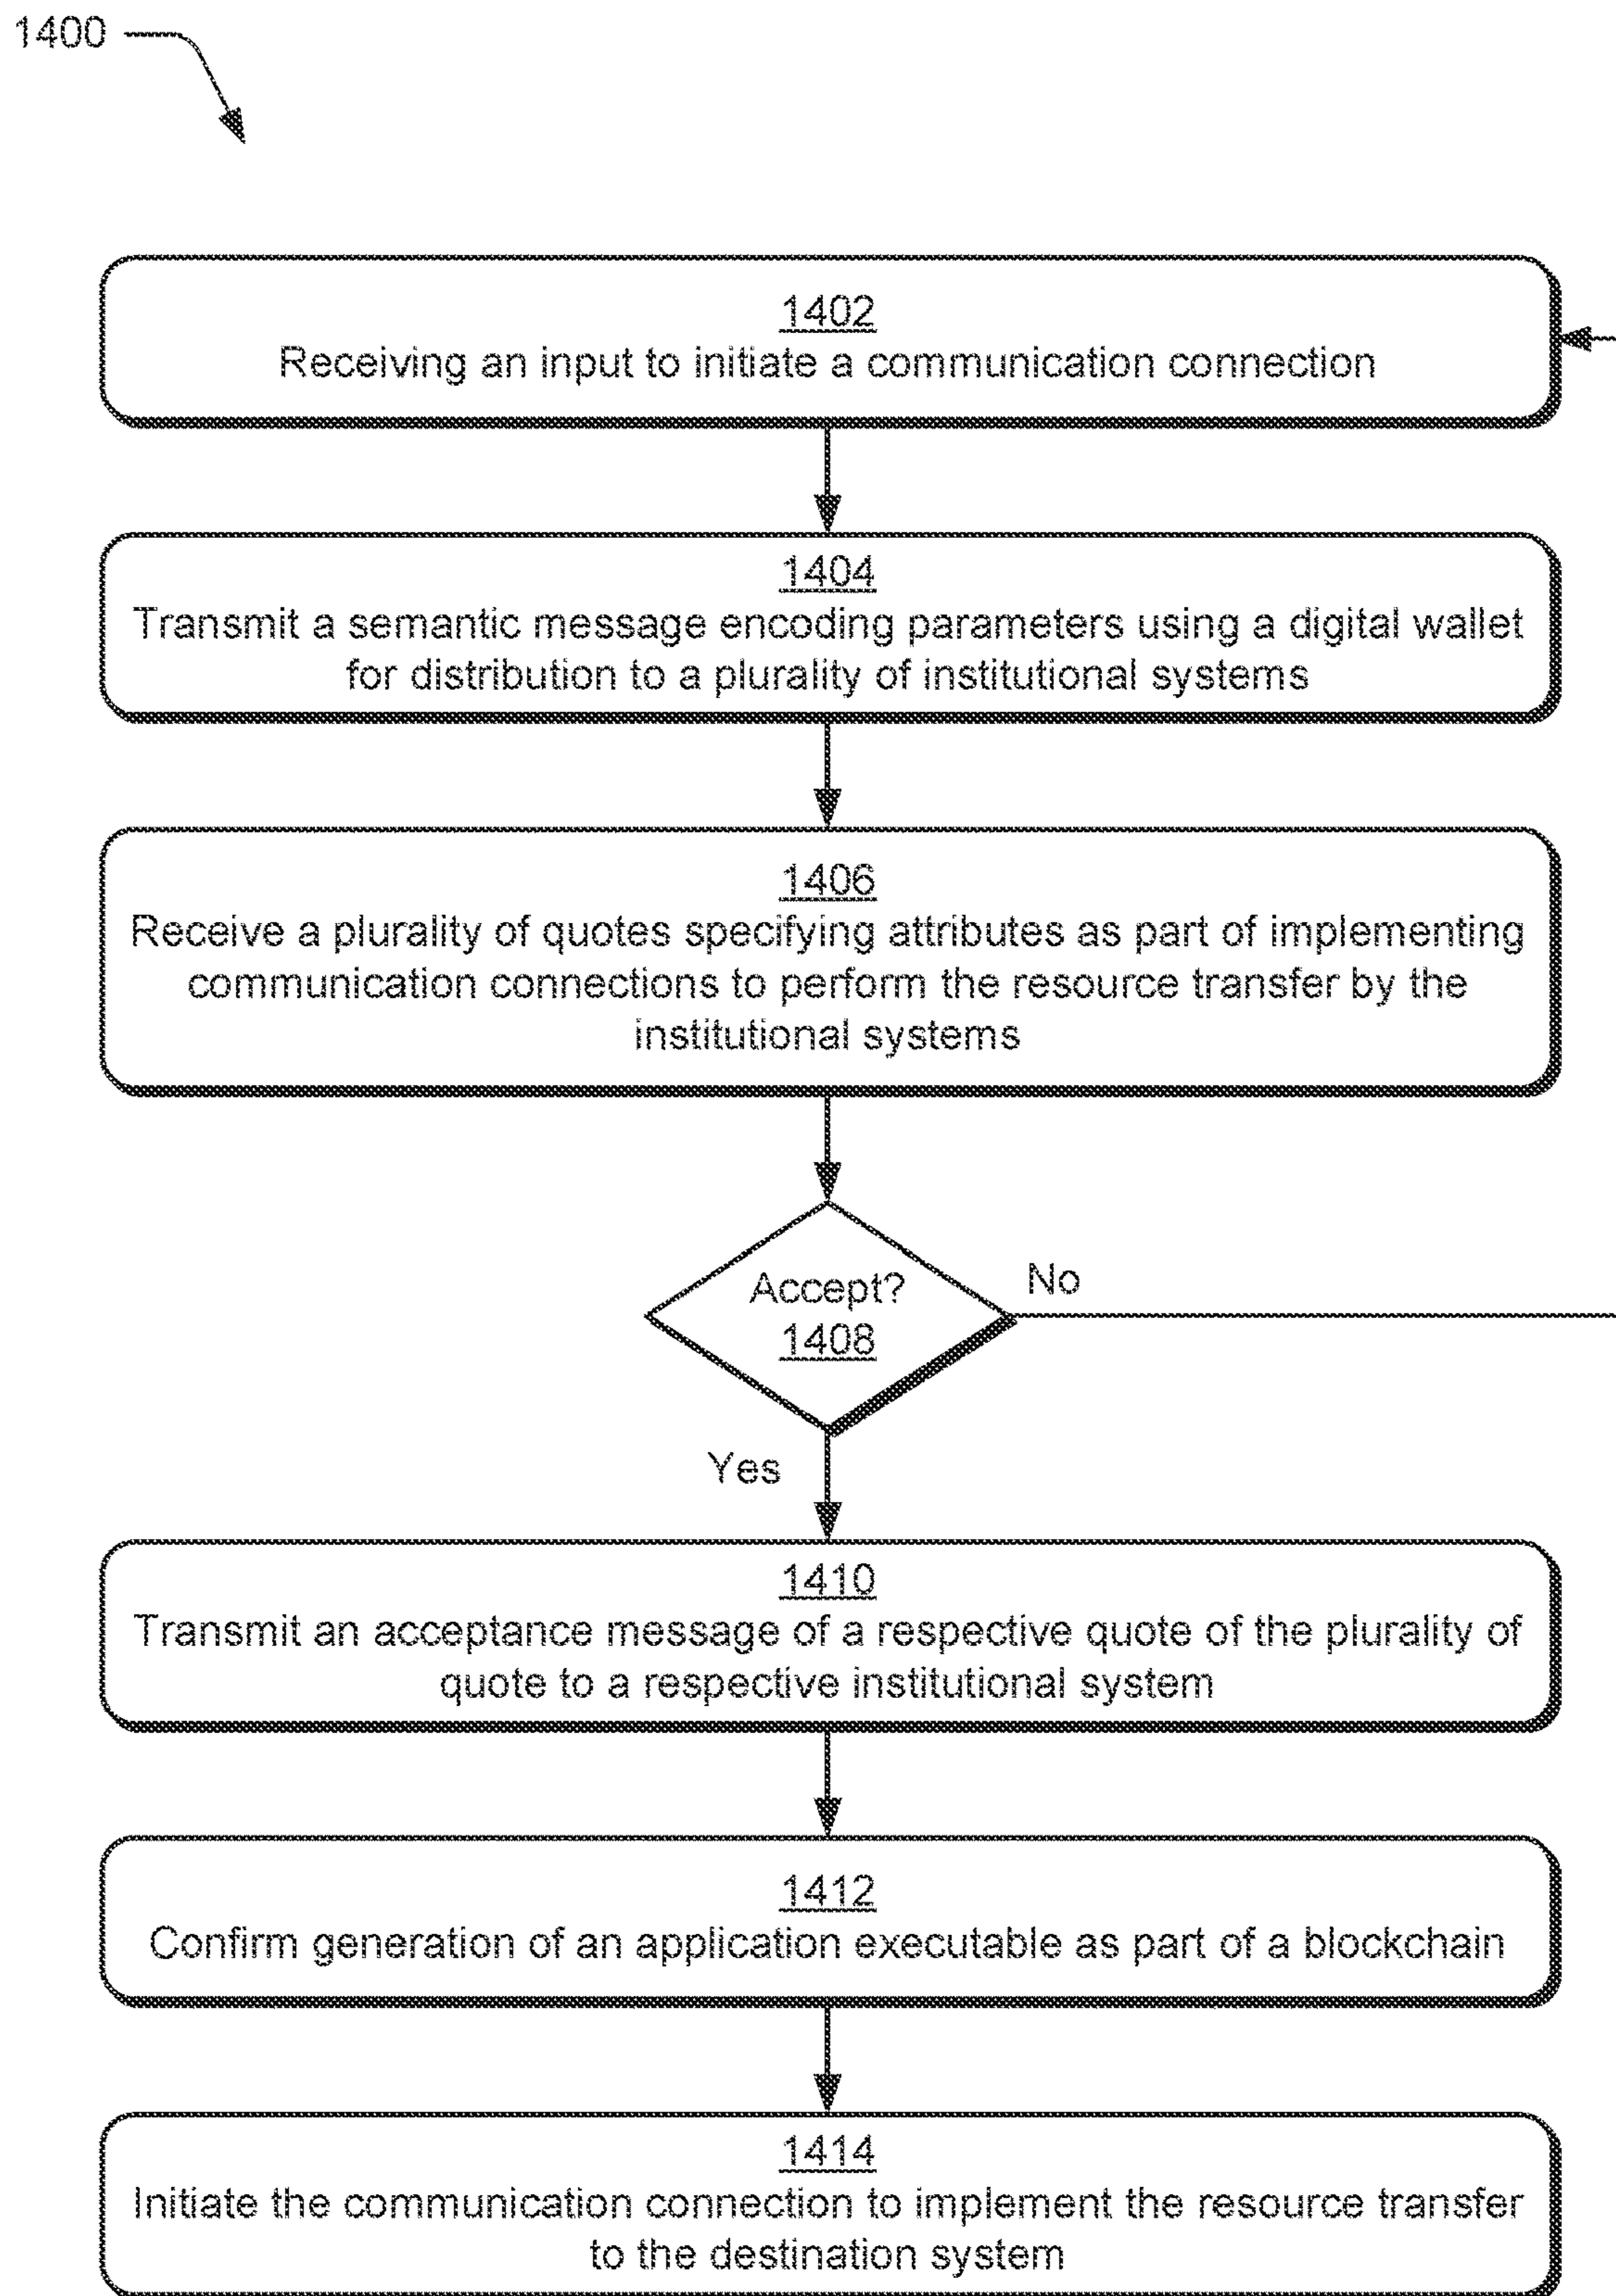 1400
1402
Receiving an input to initiate a communication connection
1404
Transmit a semantic message encoding parameters using a digital wallet
for distribution to a plurality of institutional systems
1406
Receive a plurality of quotes specifying attributes as part of implementing
communication connections to perform the resource transfer by the
institutional systems
Accept?
1408
No
Yes
1410
Transmit an acceptance message of a respective quote of the plurality of
quote to a respective institutional system
1412
Confirm generation of an application executable as part of a blockchain
1414
Initiate the communication connection to implement the resource transfer
to the destination system